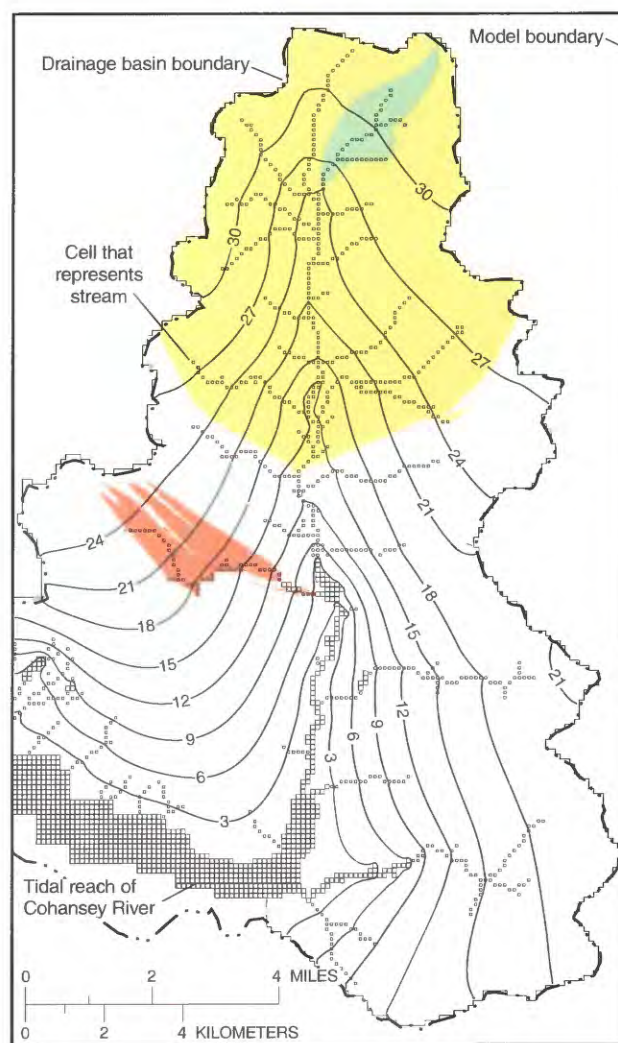 Model boundary
Drainage basin boundary
30
30
Cell that
represents
stream
27
27
24
21
24
21
18
18
15
15
12
12
9
9
6
6
3
3
21
Tidal reach of
Cohansey River
0 2 4 MILES
0 2 4 KILOMETERS